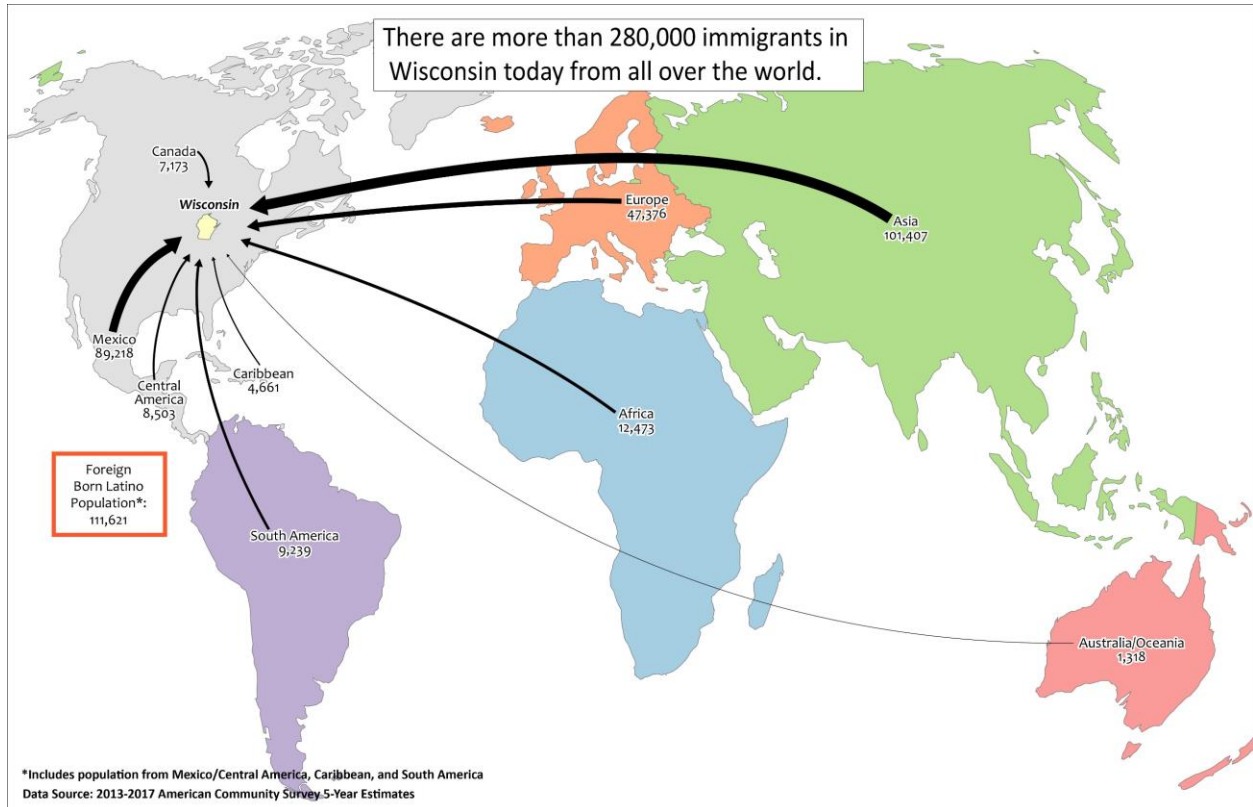 There are more than 280,000 immigrants in
Wisconsin today from all over the world.
Canada
7,173
Wisconsin
Europe
47,376
Asia
101,407
Mexico
89,218
Central
America
8,503
Caribbean
4,661
Africa
12,473
Foreign
Born Latino
Population*:
111,621
South America
9,239
Australia/Oceania
1,318
*Includes population from Mexico/Central America, Caribbean, and South America
Data Source: 2013-2017 American Community Survey 5-Year Estimates